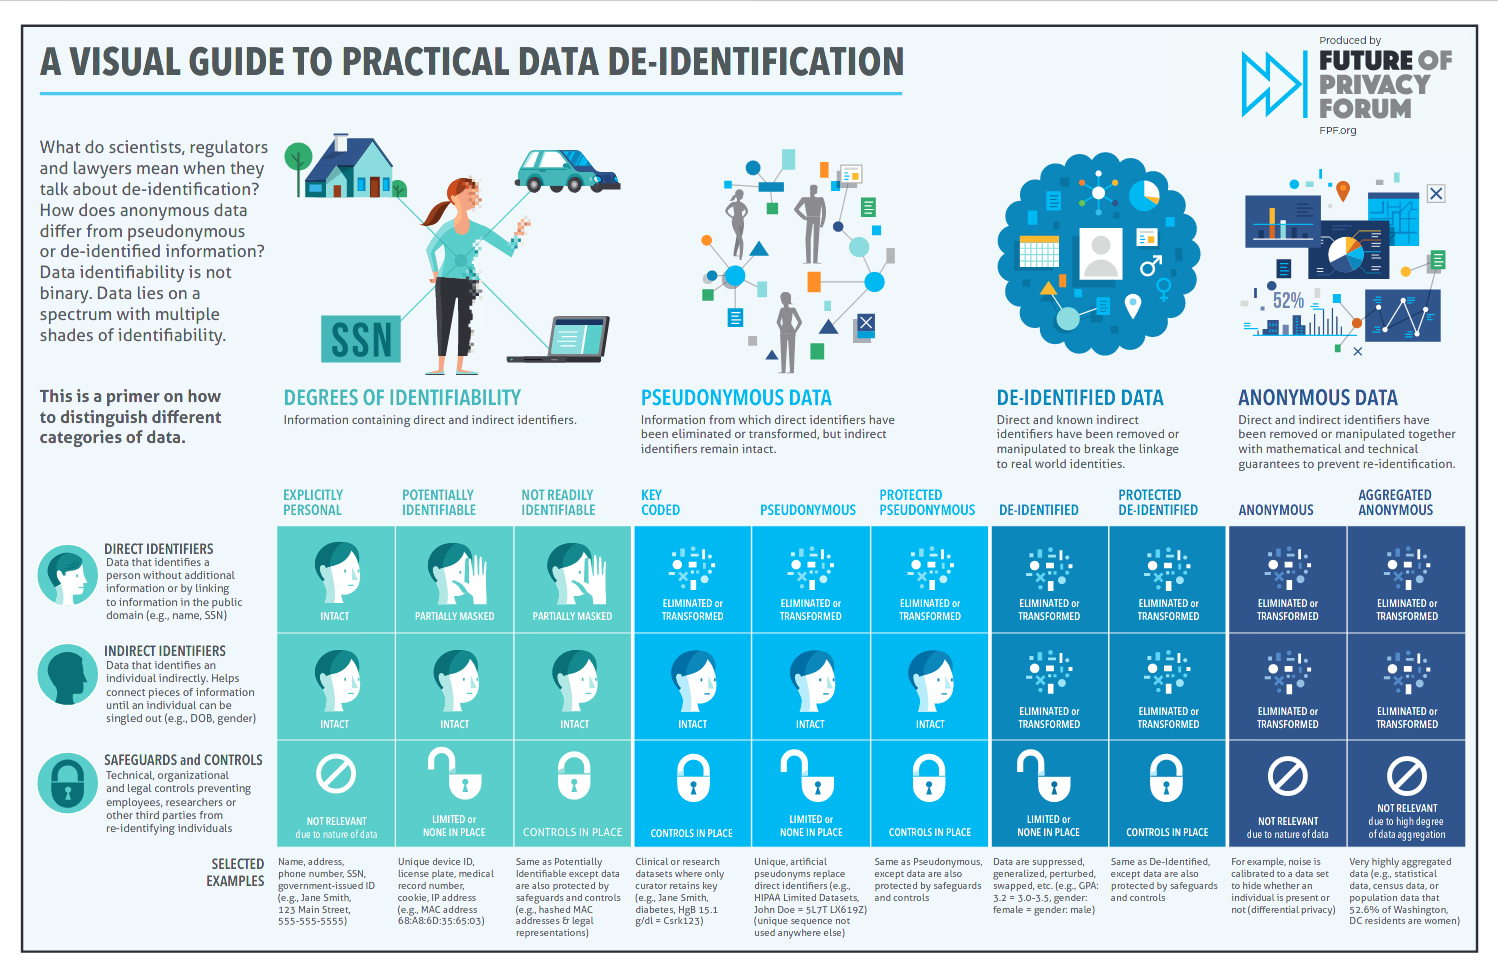 A VISUAL GUIDE TO PRACTICAL DATA DE-IDENTIFICATION
Produced by
FUTURE OF
PRIVACY
FORUM
FPF.org
What do scientists, regulators
and lawyers mean when they
talk about de-identification?
How does anonymous data
differ from pseudonymous
or de-identified information?
Data identifiability is not
binary. Data lies on a
spectrum with multiple
shades of identifiability.
This is a primer on how
to distinguish different
categories of data.
SSN
52%
DEGREES OF IDENTIFIABILITY
Information containing direct and indirect identifiers.
PSEUDONYMOUS DATA
Information from which direct identifiers have
been eliminated or transformed, but indirect
identifiers remain intact.
DE-IDENTIFIED DATA
Direct and known indirect
identifiers have been removed or
manipulated to break the linkage
to real world identities.
ANONYMOUS DATA
Direct and indirect identifiers have
been removed or manipulated together
with mathematical and technical
guarantees to prevent re-identification.
EXPLICITLY
PERSONAL
POTENTIALLY
IDENTIFIABLE
NOT READILY
IDENTIFIABLE
KEY
CODED
PSEUDONYMOUS
PROTECTED
PSEUDONYMOUS
DE-IDENTIFIED
PROTECTED
DE-IDENTIFIED
ANONYMOUS
AGGREGATED
ANONYMOUS
DIRECT IDENTIFIERS
Data that identifies a
person without additional
information or by linking
to information in the public
domain (e.g., name, SSN)
INTACT
PARTIALLY MASKED
PARTIALLY MASKED
ELIMINATED or
TRANSFORMED
ELIMINATED or
TRANSFORMED
ELIMINATED or
TRANSFORMED
ELIMINATED or
TRANSFORMED
ELIMINATED or
TRANSFORMED
ELIMINATED or
TRANSFORMED
ELIMINATED or
TRANSFORMED
INDIRECT IDENTIFIERS
Data that identifies an
individual indirectly. Helps
connect pieces of information
until an individual can be
singled out (e.g., DOB, gender)
INTACT
INTACT
INTACT
INTACT
INTACT
INTACT
ELIMINATED or
TRANSFORMED
ELIMINATED or
TRANSFORMED
ELIMINATED or
TRANSFORMED
ELIMINATED or
TRANSFORMED
SAFEGUARDS and CONTROLS
Technical, organizational
and legal controls preventing
employees, researchers or
other third parties from
re-identifying individuals
NOT RELEVANT
due to nature of data
LIMITED or
NONE IN PLACE
CONTROLS IN PLACE
CONTROLS IN PLACE
LIMITED or
NONE IN PLACE
CONTROLS IN PLACE
LIMITED or
NONE IN PLACE
CONTROLS IN PLACE
NOT RELEVANT
due to nature of data
NOT RELEVANT
due to high degree
of data aggregation
SELECTED
EXAMPLES
Name, address,
phone number, SSN,
government-issued ID
(e.g., Jane Smith,
123 Main Street,
555-555-5555)
Unique device ID,
license plate, medical
record number,
cookie, IP address
(e.g., MAC address
68:A8:6D:35:65:03)
Same as Potentially
Identifiable except data
are also protected by
safeguards and controls
(e.g., hashed MAC
addresses & legal
representations)
Clinical or research
datasets where only
curator retains key
(e.g., Jane Smith,
diabetes, HgB 15.1
g/dl = Csrk123)
Unique, artificial
pseudonyms replace
direct identifiers (e.g.,
HIPAA Limited Datasets,
John Doe = 5L7T LX619Z)
(unique sequence not
used anywhere else)
Same as Pseudonymous,
except data are also
protected by safeguards
and controls
Data are suppressed,
generalized, perturbed,
swapped, etc. (e.g., GPA:
3.2 = 3.0-3.5, gender:
female = gender: male)
Same as De-Identified,
except data are also
protected by safeguards
and controls
For example, noise is
calibrated to a data set
to hide whether an
individual is present or
not (differential privacy)
Very highly aggregated
data (e.g., statistical
data, census data, or
population data that
52.6% of Washington,
DC residents are women)